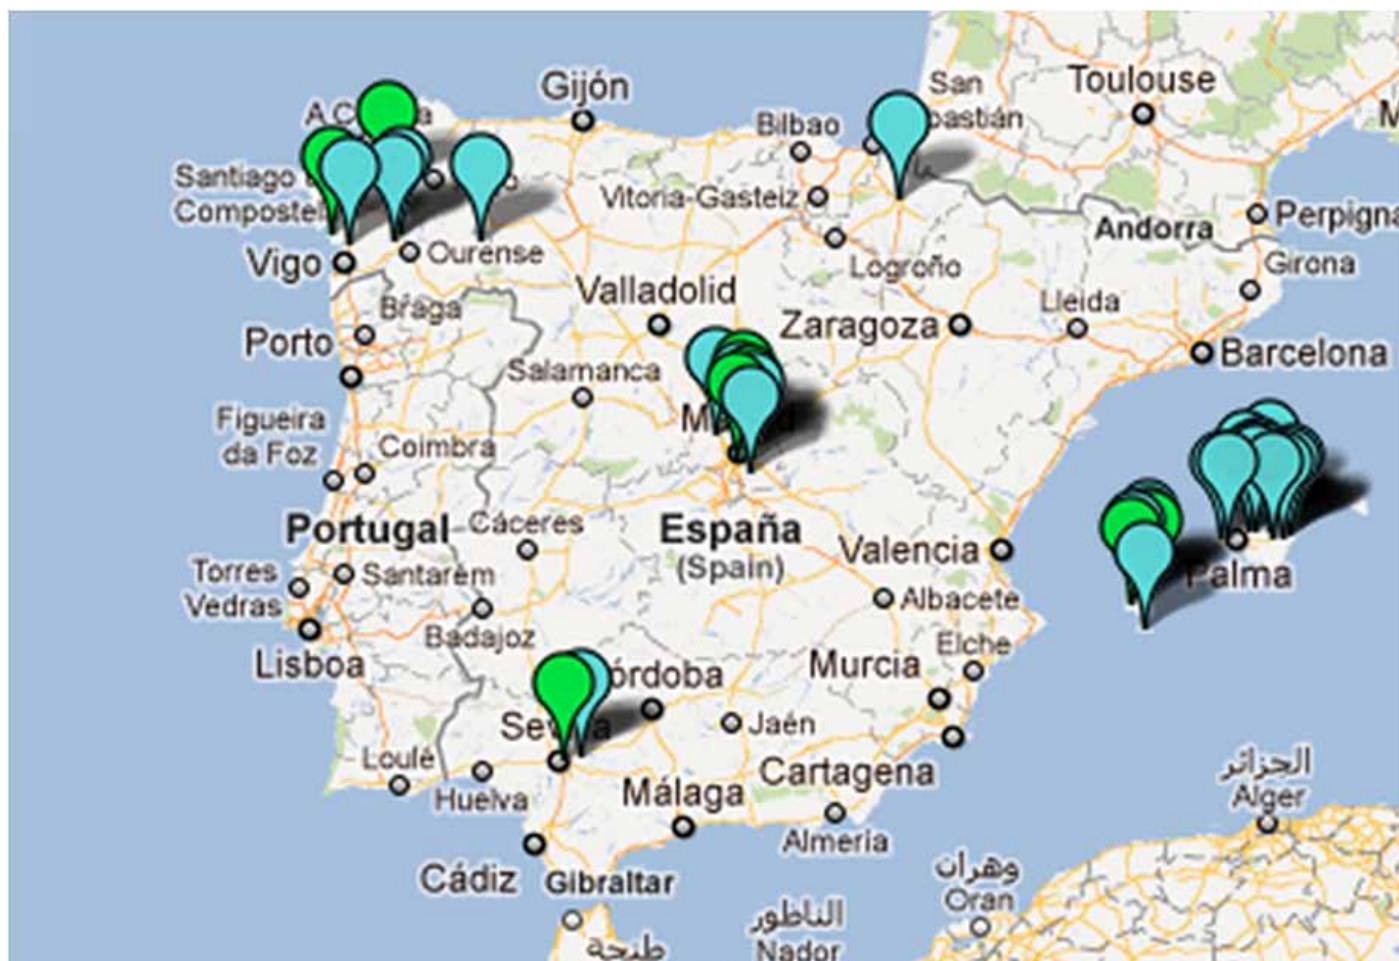 Gijón
San
Toulouse
Bilbao
Santiago
Vitoria-Gasteiz
Andorra
Vigo
Ourense
Logroño
Girona
Valladolid
Braga
Lleida
Porto
Zaragoza
Barcelona
Salamanca
Figueira
da Foz
Coimbra
Portugal
Cáceres
España
(Spain)
Valencia
Torres
Vedras
Santarém
Palma
Albacete
Badajoz
Elche
Lisboa
Murcia
Jaén
Loulé
Huelva
Málaga
Cartagena
الجزائر
Alger
Almería
Cádiz
Gibraltar
وهران
Oran
الناظور
Nador
طنجة